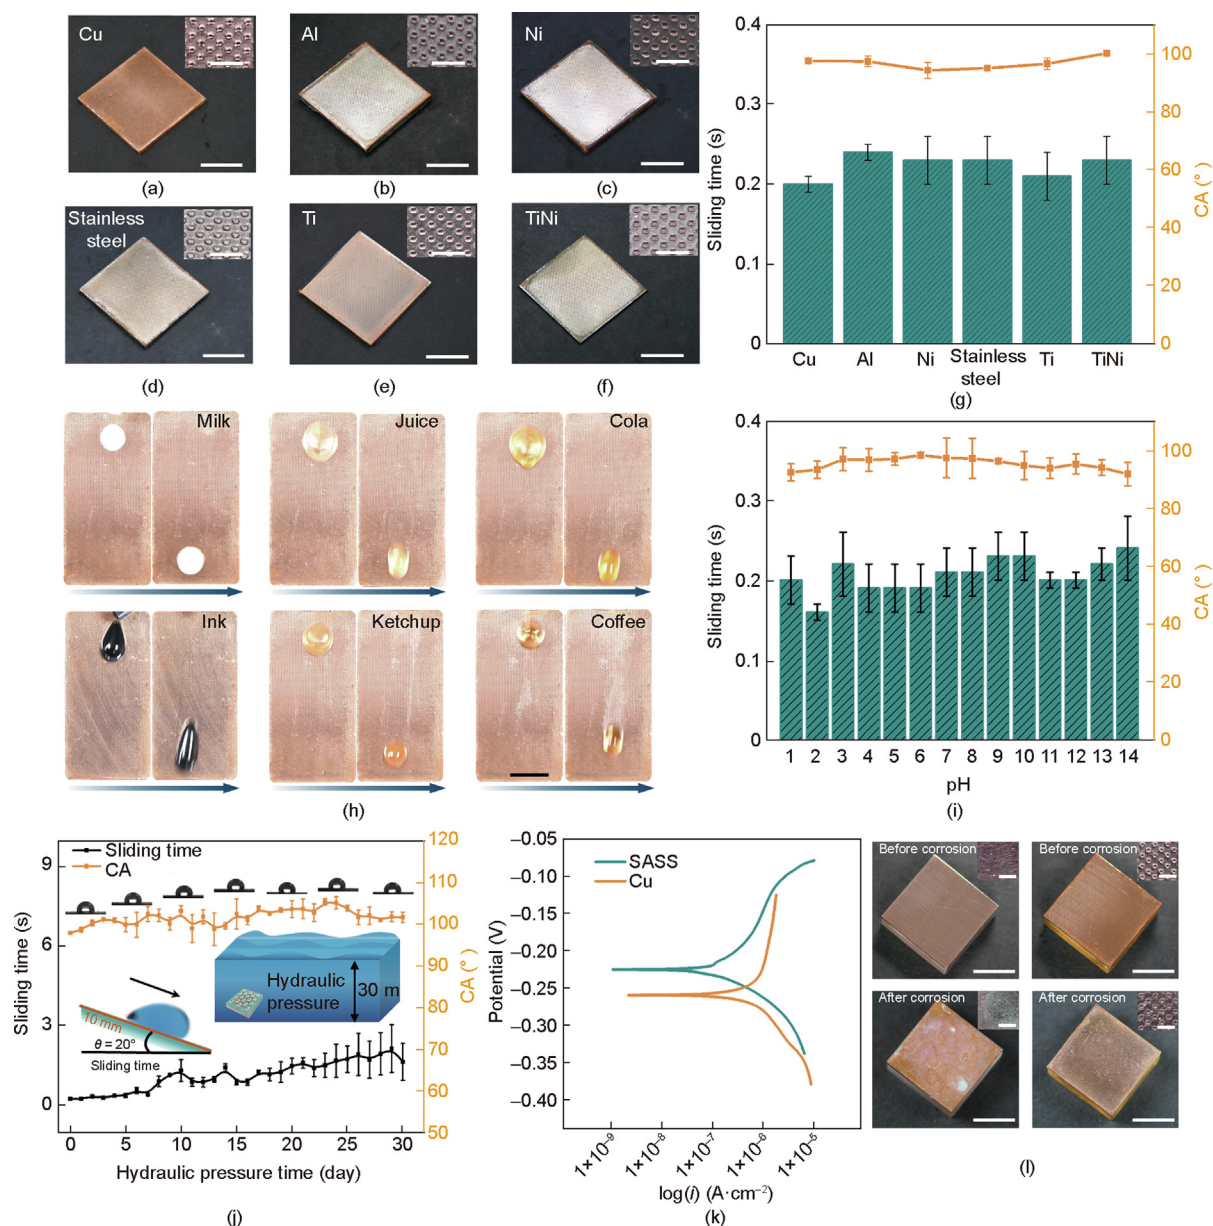 Cu
Al
Ni
(a)
(b)
(c)
Stainless
steel
Ti
TiNi
(d)
(e)
(f)
0.4
0.3
0.2
0.1
0
Sliding time (s)
100
80
60
40
20
0
CA (°)
Cu
Al
Ni
Stainless
steel
Ti
TiNi
(g)
Milk
Juice
Cola
Ink
Ketchup
Coffee
(h)
0.4
0.3
0.2
0.1
0
Sliding time (s)
100
80
60
40
20
0
CA (°)
1 2 3 4 5 6 7 8 9 10 11 12 13 14
pH
(i)
9
6
3
0
Sliding time (s)
Sliding time
CA
120
110
100
90
80
70
60
50
CA (°)
Hydraulic
pressure
30 m
10 mm
θ = 20°
Sliding time
0 5 10 15 20 25 30
Hydraulic pressure time (day)
(j)
−0.05
−0.10
−0.15
−0.20
−0.25
−0.30
−0.35
−0.40
Potential (V)
SASS
Cu
1×10⁻⁹
1×10⁻⁸
1×10⁻⁷
1×10⁻⁶
1×10⁻⁵
log(i) (A·cm⁻²)
(k)
Before corrosion
Before corrosion
After corrosion
After corrosion
(l)